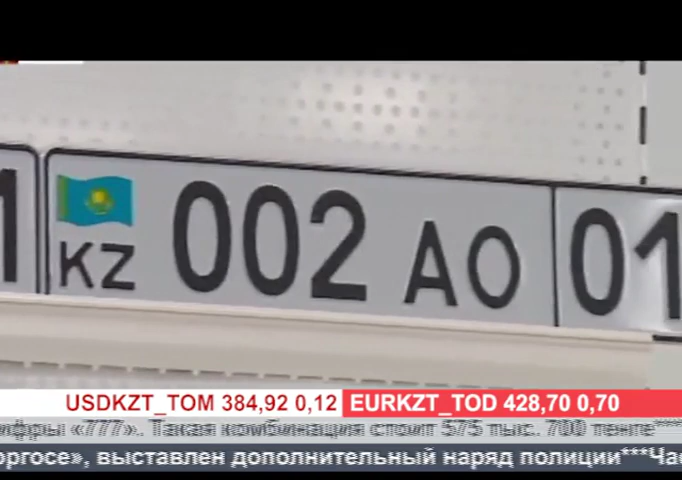 1
KZ 002 AO 01
USDKZT_TOM 384,92 0,12 EURKZT_TOD 428,70 0,70
ифры «777». Такая комбинация стоит 575 тыс. 700 тенге***
оргосе», выставлен дополнительный наряд полиции***Час